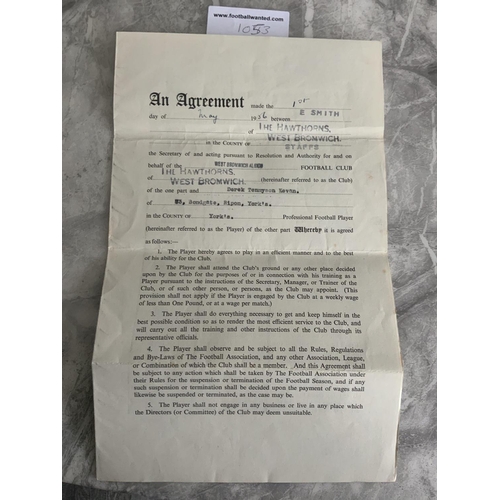 www.footballwanted.com
1053
An Agreement made the 1st
day of May 1956 between E SMITH
of THE HAWTHORNS,
in the COUNTY OF WEST BROMWICH.
STAFFS
the Secretary of and acting pursuant to Resolution and Authority for and on
behalf of the WEST BROMWICH ALBION FOOTBALL CLUB
of THE HAWTHORNS, (hereinafter referred to as the Club)
WEST BROMWICH.
of the one part and Derek Tennyson Kevan.
of Sandgate, Ripon, York's.
in the COUNTY OF York's. Professional Football Player
(hereinafter referred to as the Player) of the other part Whereby it is agreed
as follows:—
1. The Player hereby agrees to play in an efficient manner and to the best
of his ability for the Club.
2. The Player shall attend the Club's ground or any other place decided
upon by the Club for the purposes of or in connection with his training as a
Player pursuant to the instructions of the Secretary, Manager, or Trainer of the
Club, or of such other person, or persons, as the Club may appoint. (This
provision shall not apply if the Player is engaged by the Club at a weekly wage
of less than One Pound, or at a wage per match.)
3. The Player shall do everything necessary to get and keep himself in the
best possible condition so as to render the most efficient service to the Club, and
will carry out all the training and other instructions of the Club through its
representative officials.
4. The Player shall observe and be subject to all the Rules, Regulations
and Bye-Laws of The Football Association, and any other Association, League,
or Combination of which the Club shall be a member. And this Agreement shall
be subject to any action which shall be taken by The Football Association under
their Rules for the suspension or termination of the Football Season, and if any
such suspension or termination shall be decided upon the payment of wages shall
likewise be suspended or terminated, as the case may be.
5. The Player shall not engage in any business or live in any place which
the Directors (or Committee) of the Club may deem unsuitable.